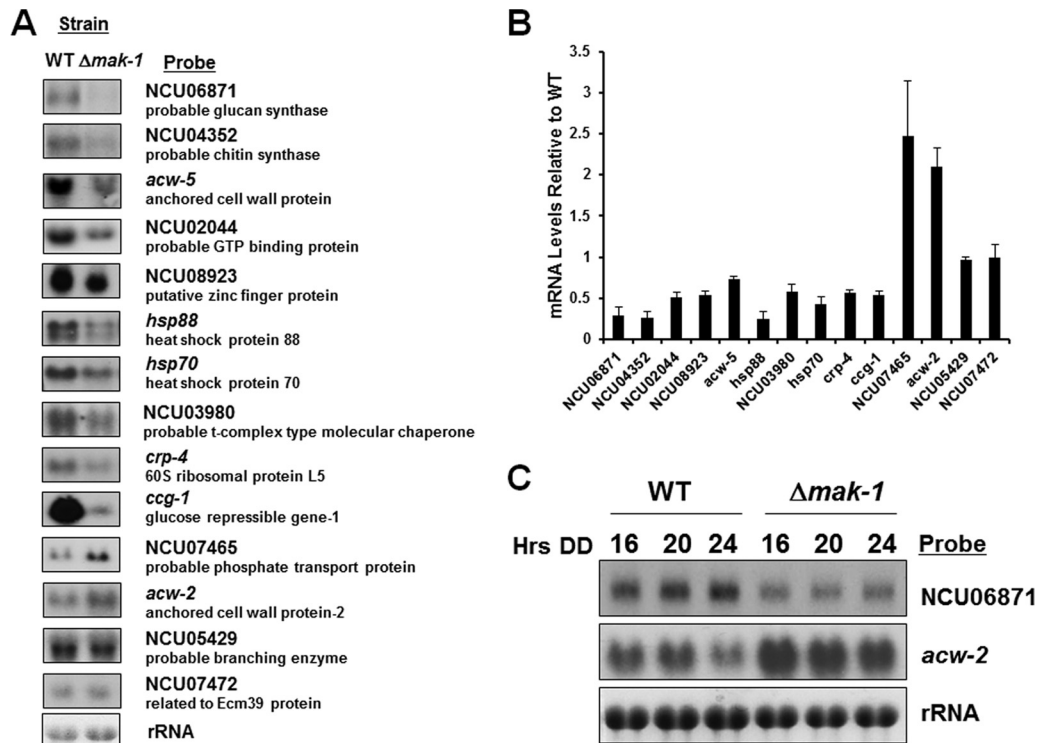 A
Strain
WT Δmak-1 Probe
NCU06871
probable glucan synthase
NCU04352
probable chitin synthase
acw-5
anchored cell wall protein
NCU02044
probable GTP binding protein
NCU08923
putative zinc finger protein
hsp88
heat shock protein 88
hsp70
heat shock protein 70
NCU03980
probable t-complex type molecular chaperone
crp-4
60S ribosomal protein L5
ccg-1
glucose repressible gene-1
NCU07465
probable phosphate transport protein
acw-2
anchored cell wall protein-2
NCU05429
probable branching enzyme
NCU07472
related to Ecm39 protein
rRNA
B
mRNA Levels Relative to WT
3.5
3
2.5
2
1.5
1
0.5
0
NCU06871
NCU04352
NCU02044
NCU08923
acw-5
hsp88
NCU03980
hsp70
crp-4
ccg-1
NCU07465
acw-2
NCU05429
NCU07472
C
WT Δmak-1
Hrs DD 16 20 24 16 20 24 Probe
NCU06871
acw-2
rRNA